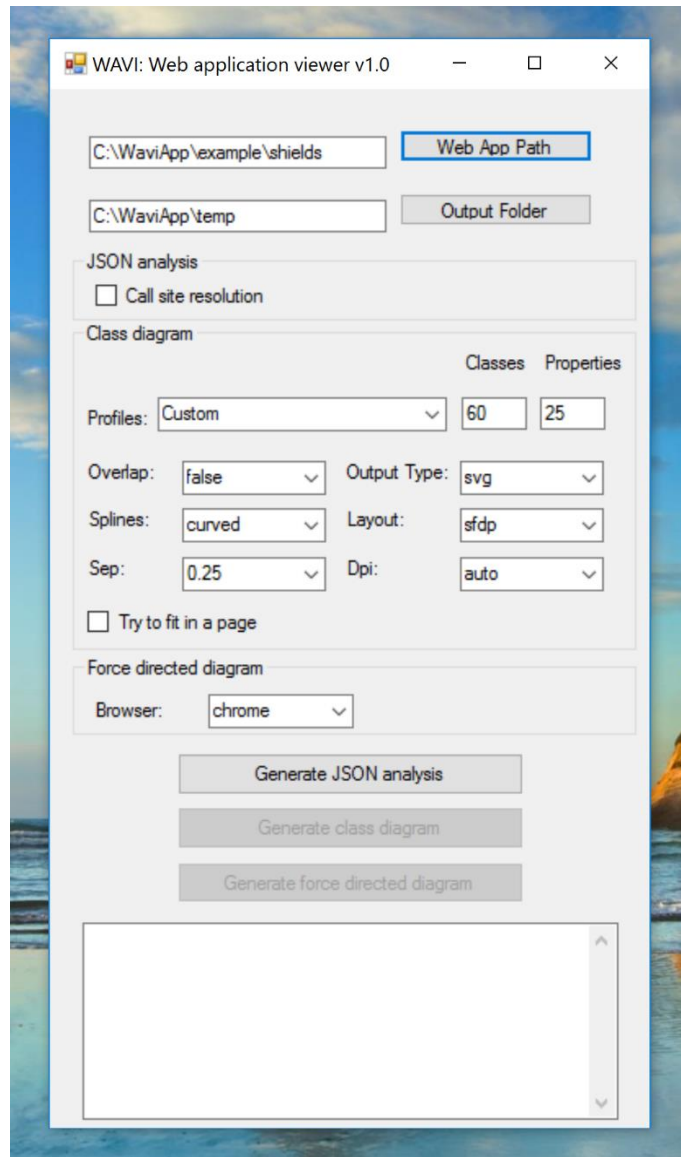 WAVI: Web application viewer v1.0
C:\WaviApp\example\shields Web App Path
C:\WaviApp\temp Output Folder
JSON analysis
Call site resolution
Class diagram
Classes Properties
Profiles: Custom 60 25
Overlap: false Output Type: svg
Splines: curved Layout: sfdp
Sep: 0.25 Dpi: auto
Try to fit in a page
Force directed diagram
Browser: chrome
Generate JSON analysis
Generate class diagram
Generate force directed diagram